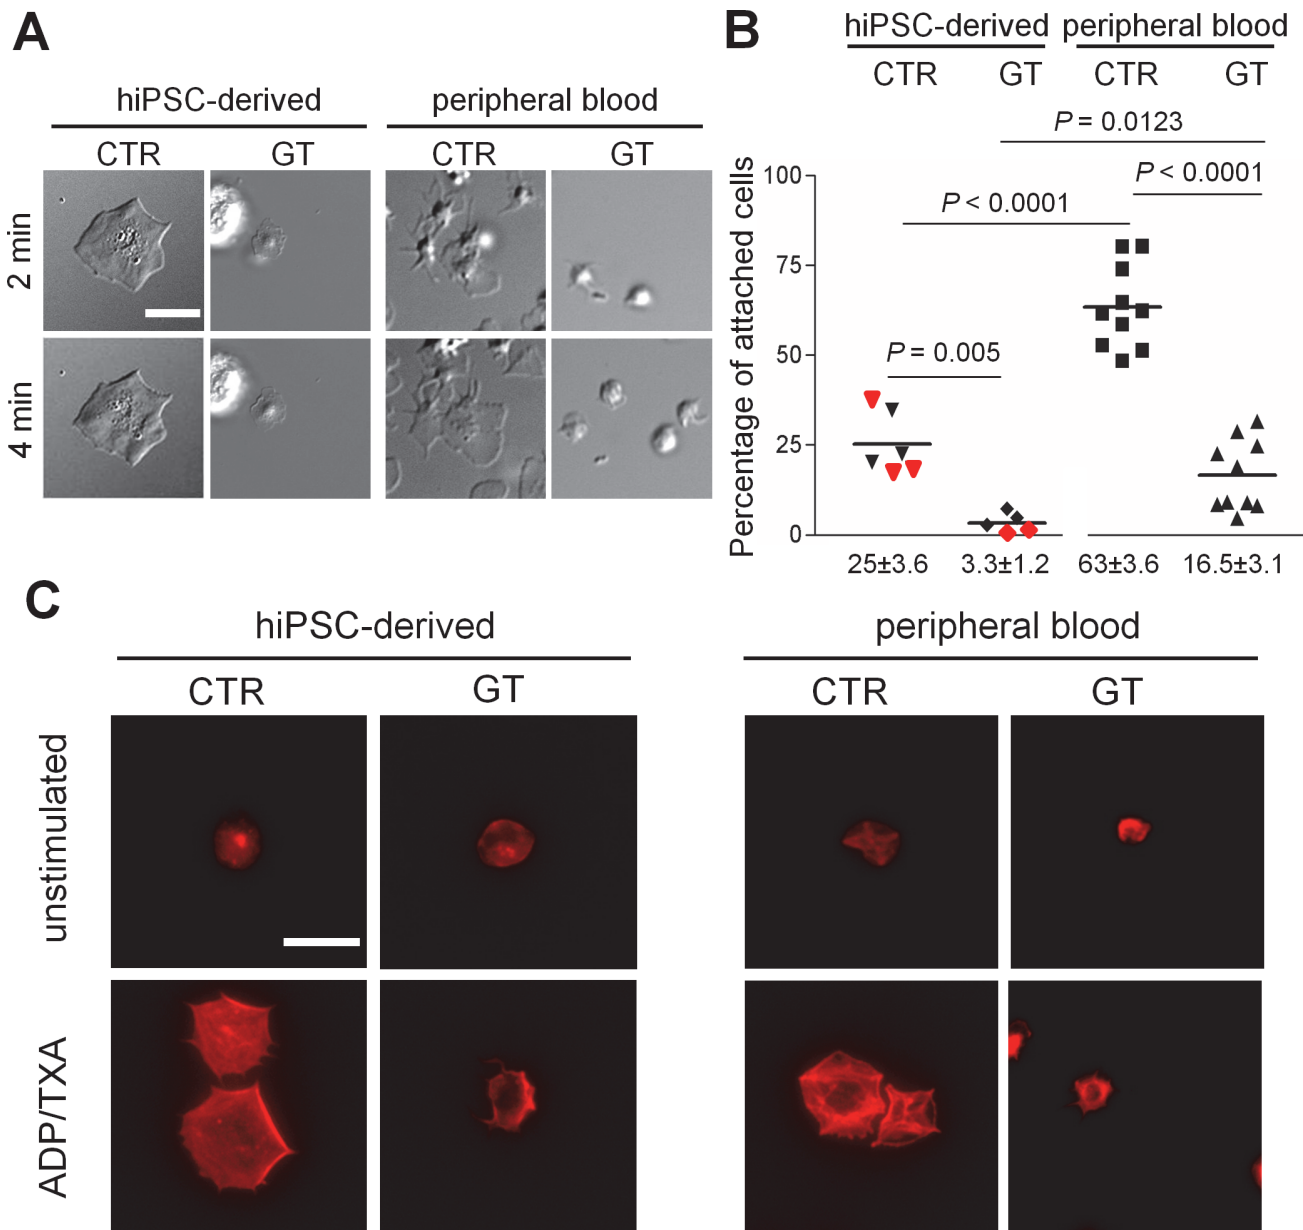 A
hiPSC-derived peripheral blood
CTR GT CTR GT
2 min
4 min
B
hiPSC-derived peripheral blood
CTR GT CTR GT
P = 0.0123
P < 0.0001
P < 0.0001
P = 0.005
Percentage of attached cells
100
75
50
25
0
25±3.6 3.3±1.2 63±3.6 16.5±3.1
C
hiPSC-derived peripheral blood
CTR GT CTR GT
unstimulated
ADP/TXA